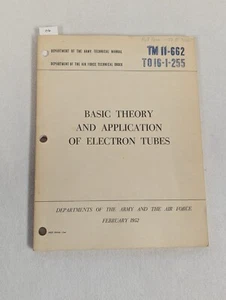 DEPARTMENT OF THE ARMY TECHNICAL MANUAL
TM 11-662
DEPARTMENT OF THE AIR FORCE TECHNICAL ORDER
TO 16-1-255
BASIC THEORY
AND APPLICATION
OF ELECTRON TUBES
DEPARTMENTS OF THE ARMY AND THE AIR FORCE
FEBRUARY 1952